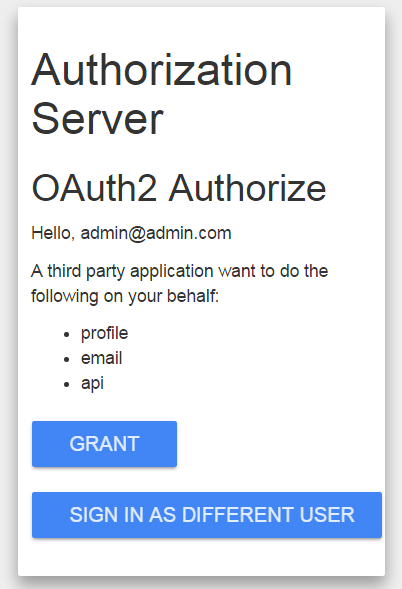 Authorization
Server
OAuth2 Authorize
Hello, admin@admin.com
A third party application want to do the
following on your behalf:
profile
email
api
GRANT
SIGN IN AS DIFFERENT USER